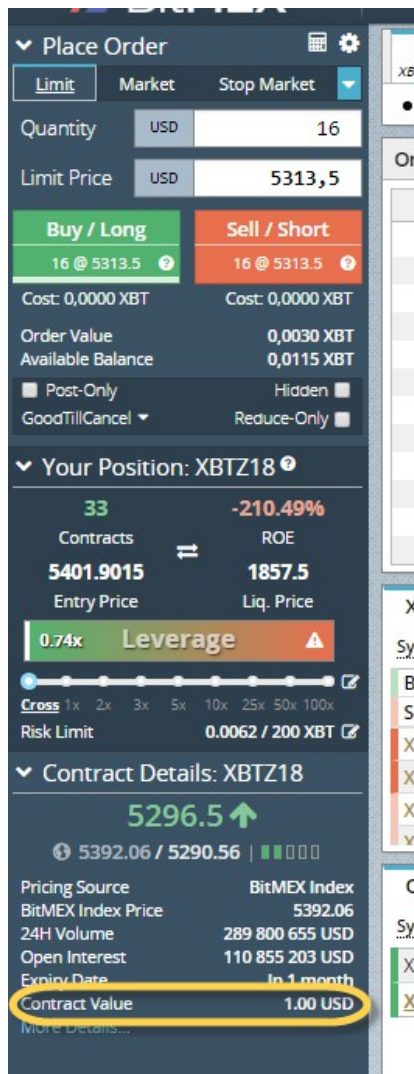 BitMEX
Place Order
Limit Market Stop Market
Quantity USD 16
Limit Price USD 5313,5
Buy / Long Sell / Short
16 @ 5313.5 ? 16 @ 5313.5 ?
Cost: 0,0000 XBT Cost: 0,0000 XBT
Order Value 0,0030 XBT
Available Balance 0,0115 XBT
Post-Only Hidden
GoodTillCancel Reduce-Only
Your Position: XBTZ18 ?
33 -210.49%
Contracts ROE
5401.9015 1857.5
Entry Price Liq. Price
0.74x Leverage
Cross 1x 2x 3x 5x 10x 25x 50x 100x
Risk Limit 0.0062 / 200 XBT
Contract Details: XBTZ18
5296.5
5392.06 / 5290.56
Pricing Source BitMEX Index
BitMEX Index Price 5392.06
24H Volume 289 800 655 USD
Open Interest 110 855 203 USD
Expiry Date In 1 month
Contract Value 1.00 USD
More Details...